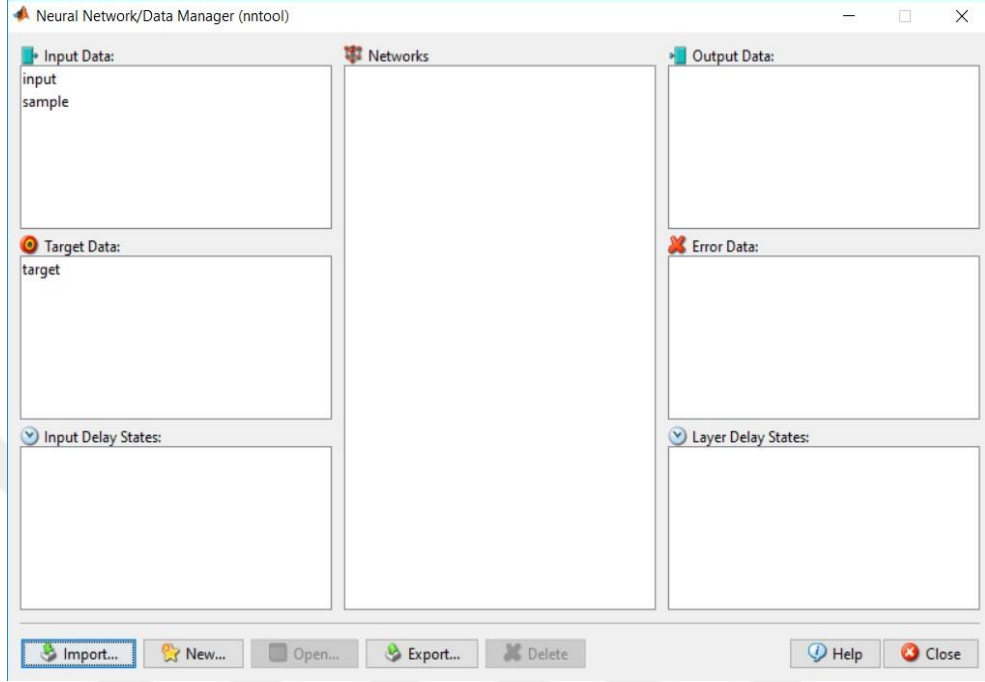 Neural Network/Data Manager (nntool)
Input Data:
input
sample
Networks
Output Data:
Target Data:
target
Error Data:
Input Delay States:
Layer Delay States:
Import...
New...
Open...
Export...
Delete
Help
Close